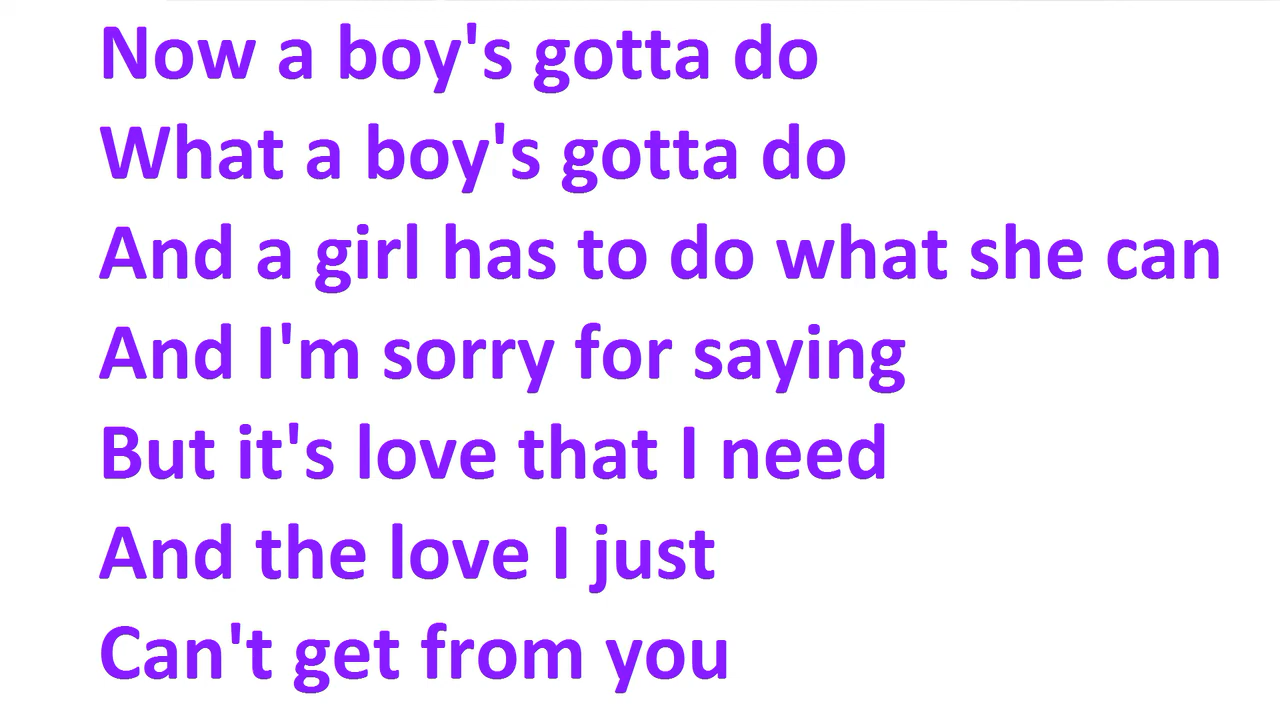 Now a boy's gotta do
What a boy's gotta do
And a girl has to do what she can
And I'm sorry for saying
But it's love that I need
And the love I just
Can't get from you